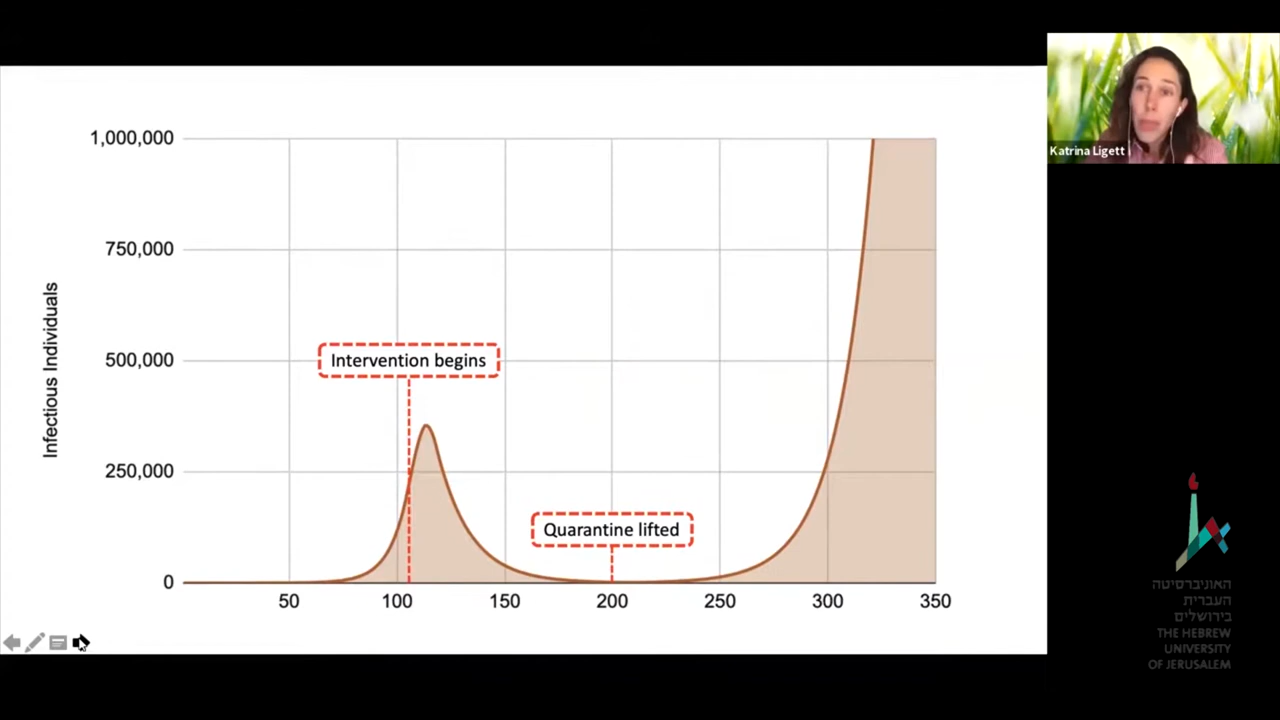 Katrina Ligett
1,000,000
750,000
500,000
250,000
0
Infectious Individuals
Intervention begins
Quarantine lifted
50 100 150 200 250 300 350
האוניברסיטה
העברית
בירושלים
THE HEBREW
UNIVERSITY
OF JERUSALEM